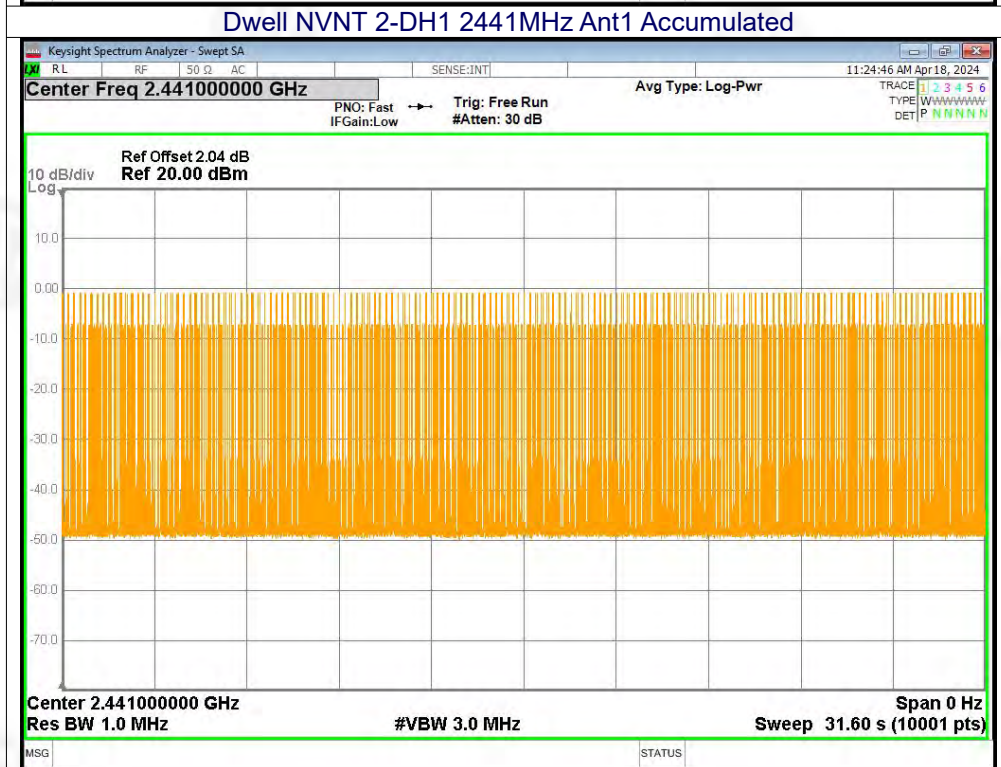 Dwell NVNT 2-DH1 2441MHz Ant1 Accumulated
Keysight Spectrum Analyzer - Swept SA
LXI RL RF 50 Ω AC SENSE:INT 11:24:46 AM Apr 18, 2024
Center Freq 2.441000000 GHz Avg Type: Log-Pwr TRACE 1 2 3 4 5 6
PNO: Fast Trig: Free Run TYPE WWWWWWW
IFGain:Low #Atten: 30 dB DET P N N N N N
Ref Offset 2.04 dB
10 dB/div Ref 20.00 dBm
Log
10.0
0.00
-10.0
-20.0
-30.0
-40.0
-50.0
-60.0
-70.0
Center 2.441000000 GHz Span 0 Hz
Res BW 1.0 MHz #VBW 3.0 MHz Sweep 31.60 s (10001 pts)
MSG STATUS